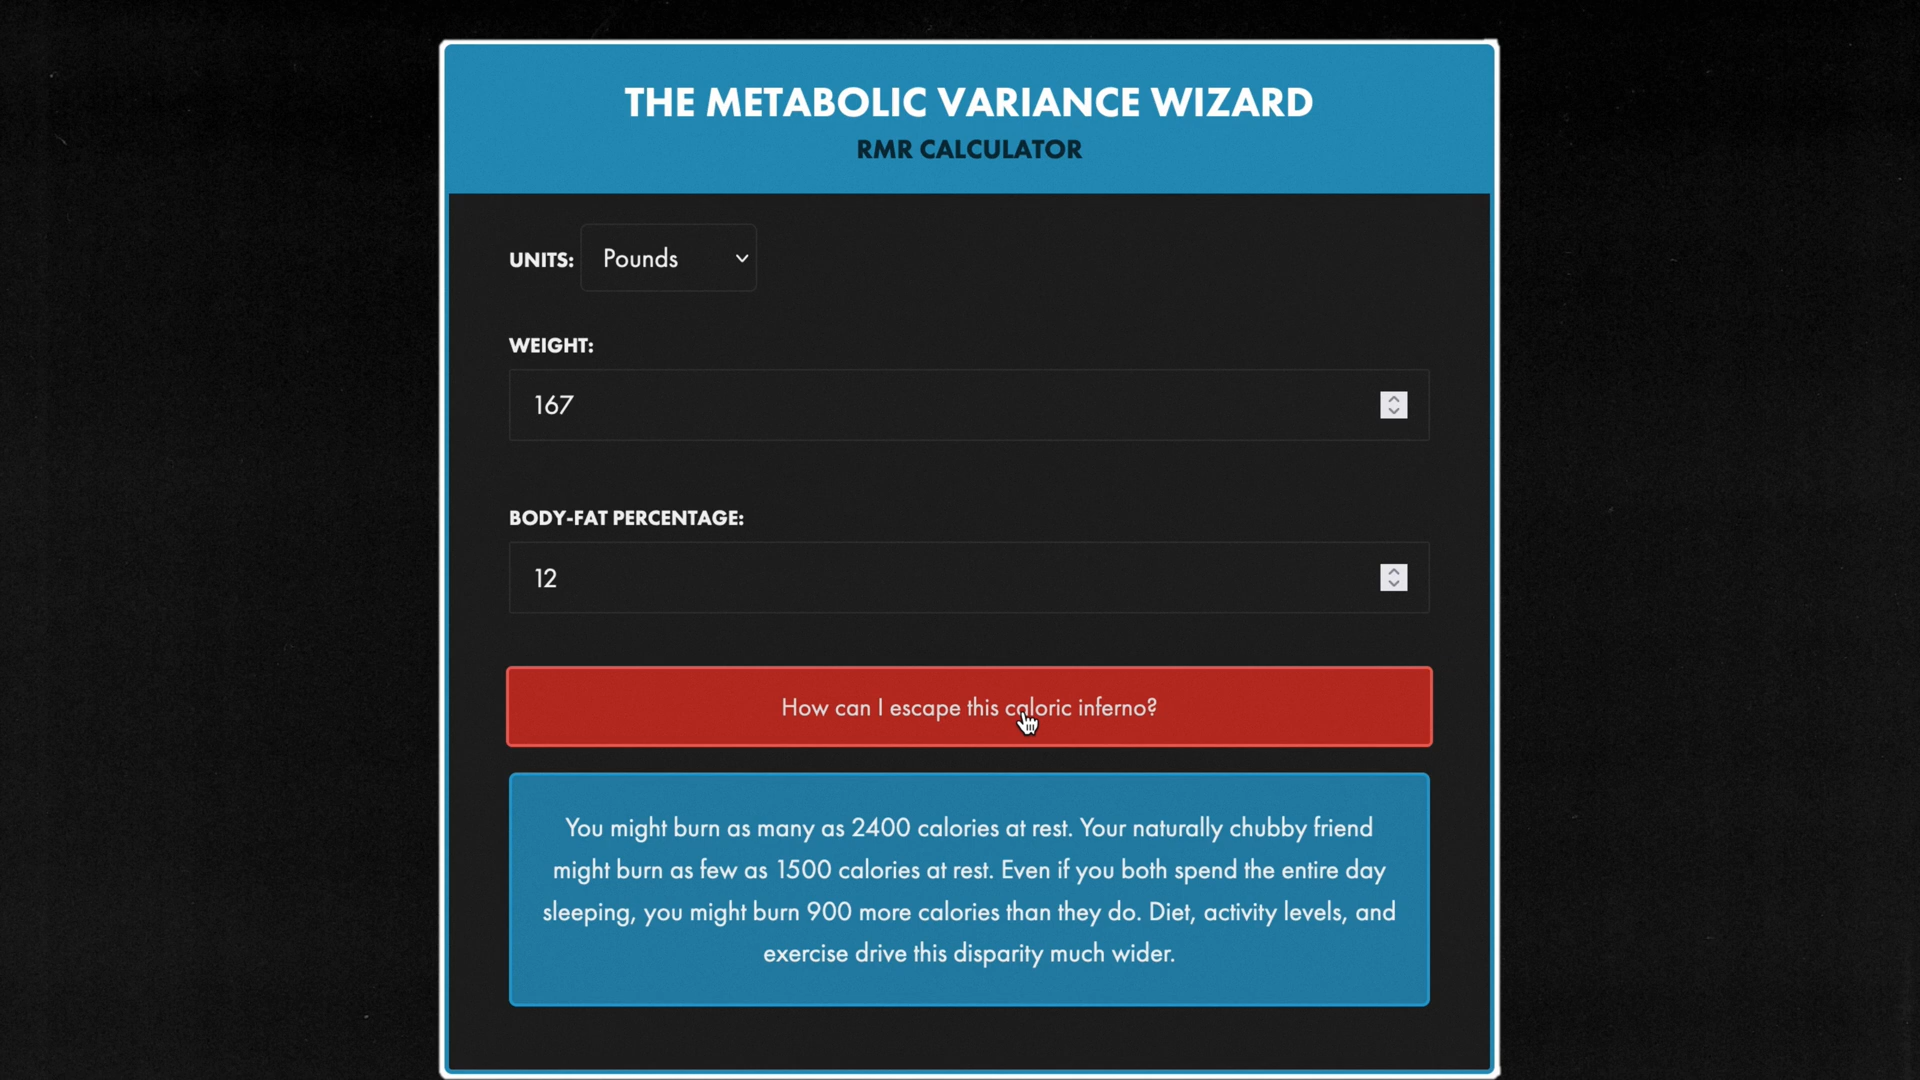 THE METABOLIC VARIANCE WIZARD
RMR CALCULATOR
UNITS: Pounds
WEIGHT:
167
BODY-FAT PERCENTAGE:
12
How can I escape this caloric inferno?
You might burn as many as 2400 calories at rest. Your naturally chubby friend
might burn as few as 1500 calories at rest. Even if you both spend the entire day
sleeping, you might burn 900 more calories than they do. Diet, activity levels, and
exercise drive this disparity much wider.